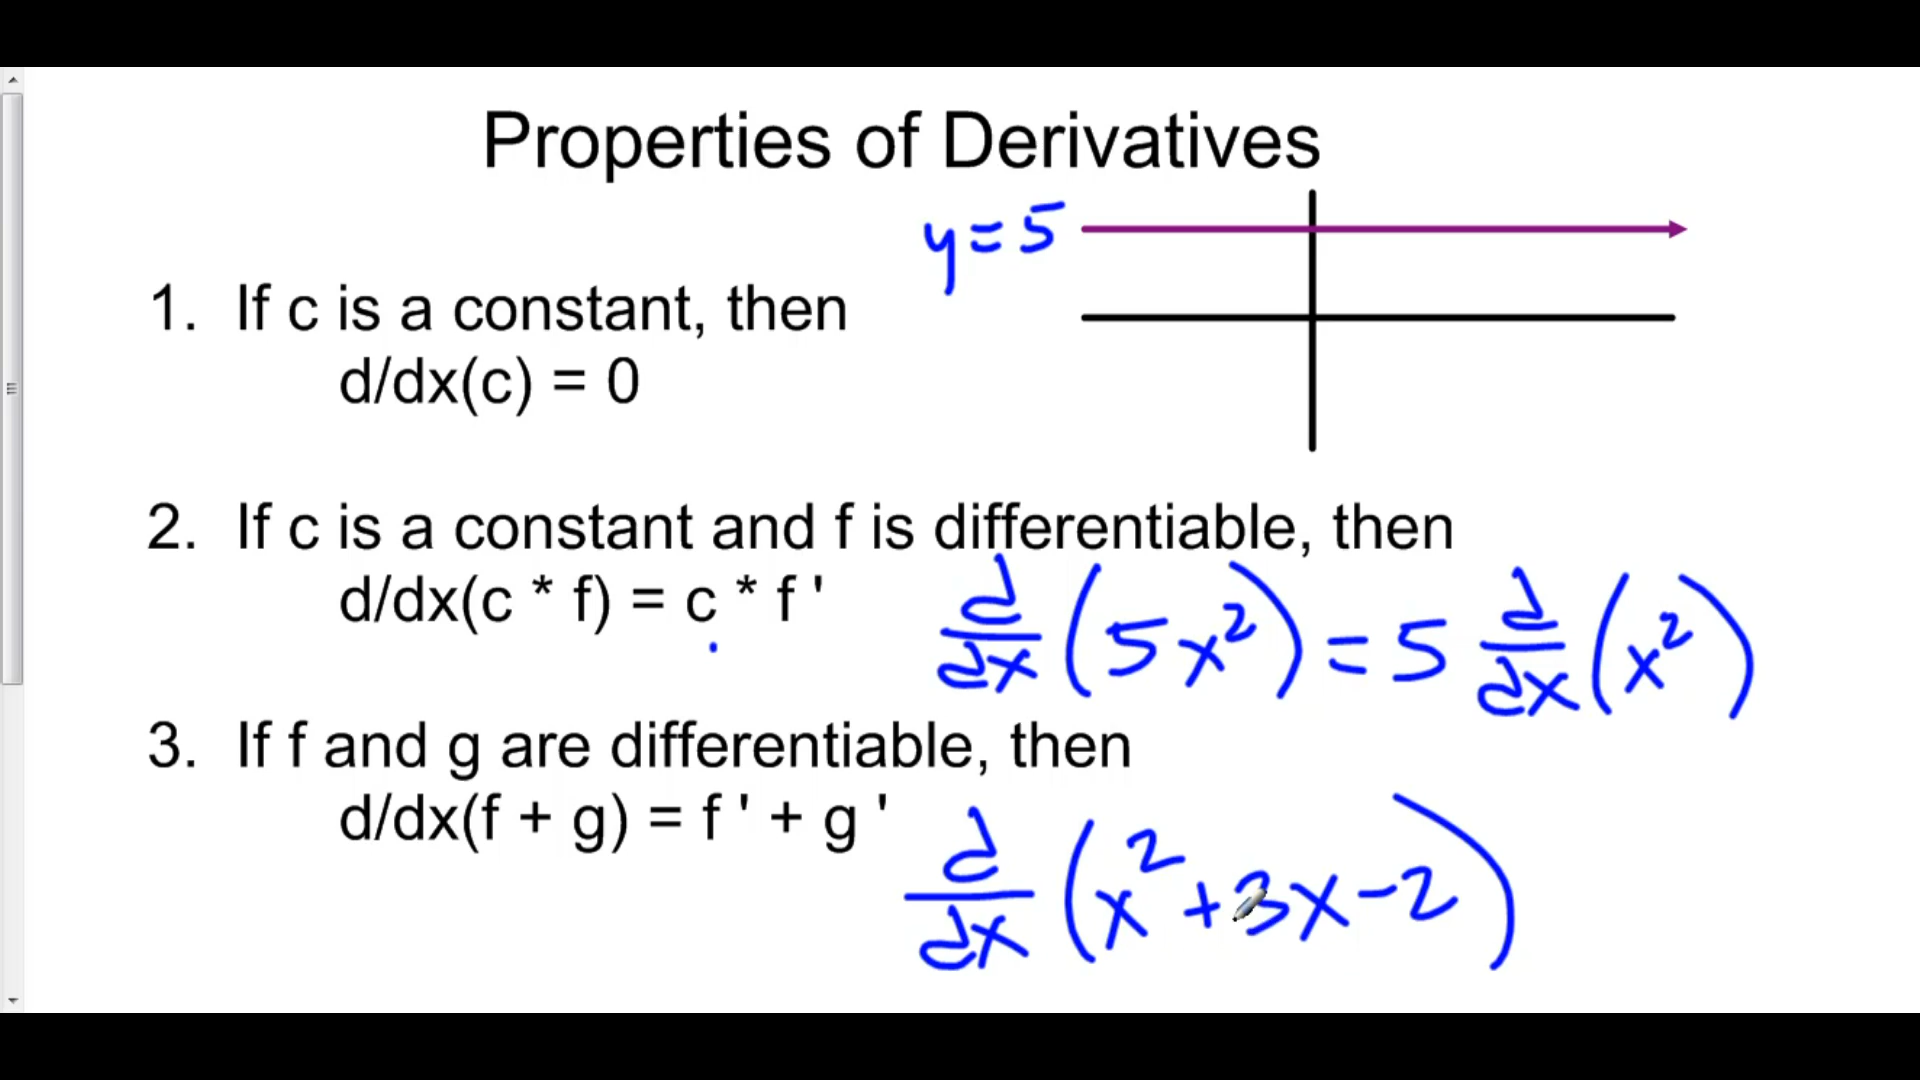 Properties of Derivatives
y = 5
1. If c is a constant, then
d/dx(c) = 0
2. If c is a constant and f is differentiable, then
d/dx(c * f) = c * f '
d/dx (5x²) = 5 d/dx (x²)
3. If f and g are differentiable, then
d/dx(f + g) = f ' + g '
d/dx (x² + 3x - 2)